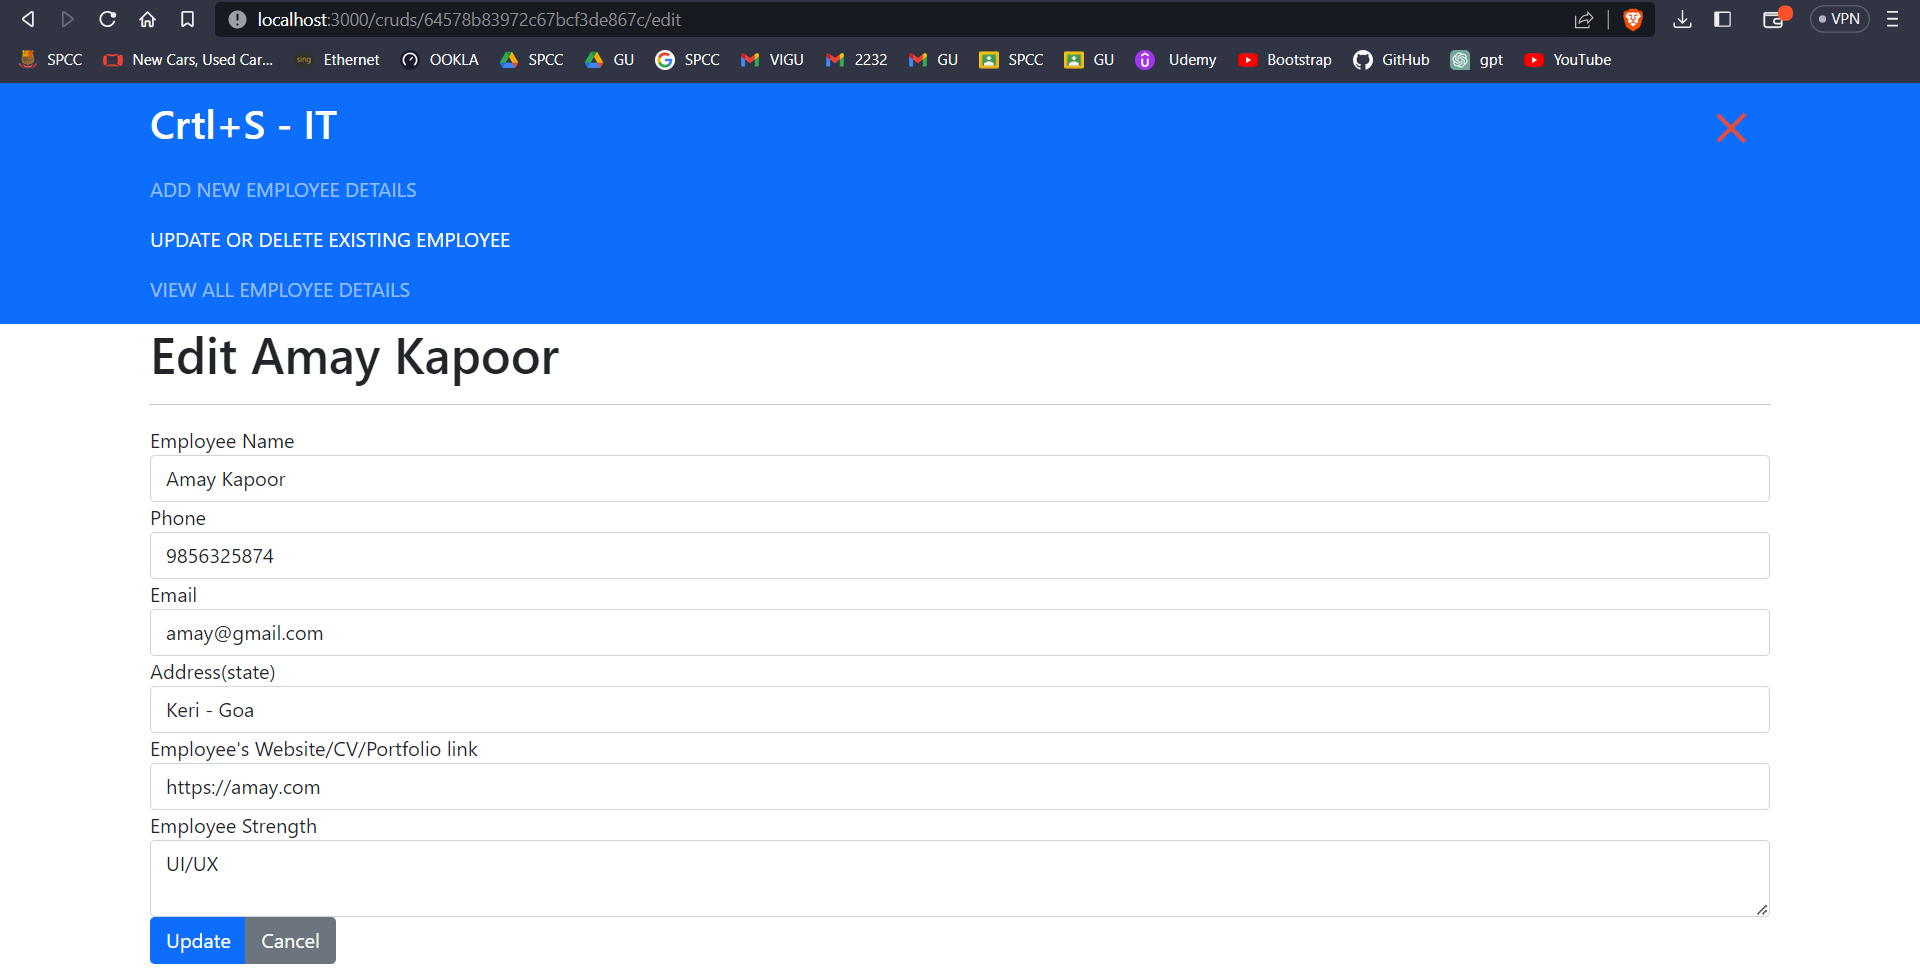 localhost:3000/cruds/64578b83972c67bcf3de867c/edit
VPN
SPCC New Cars, Used Car... sing Ethernet OOKLA SPCC GU SPCC VIGU 2232 GU SPCC GU Udemy Bootstrap GitHub gpt YouTube
Crtl+S - IT
ADD NEW EMPLOYEE DETAILS
UPDATE OR DELETE EXISTING EMPLOYEE
VIEW ALL EMPLOYEE DETAILS
Edit Amay Kapoor
Employee Name
Amay Kapoor
Phone
9856325874
Email
amay@gmail.com
Address(state)
Keri - Goa
Employee's Website/CV/Portfolio link
https://amay.com
Employee Strength
UI/UX
Update Cancel